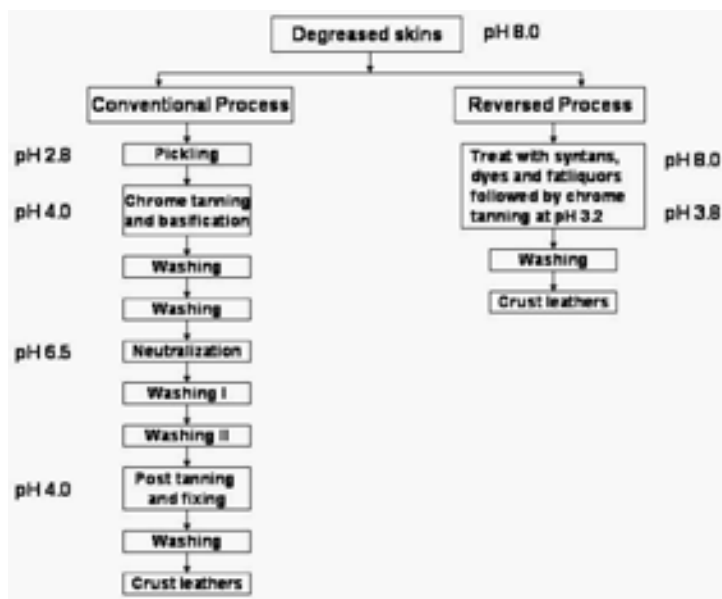 Degreased skins
pH 8.0
Conventional Process
pH 2.8
Pickling
pH 4.0
Chrome tanning
and basification
Washing
Washing
pH 6.5
Neutralization
Washing I
Washing II
pH 4.0
Post tanning
and fixing
Washing
Crust leathers
Reversed Process
Treat with syntans,
dyes and fatliquors
followed by chrome
tanning at pH 3.2
pH 8.0
pH 3.8
Washing
Crust leathers